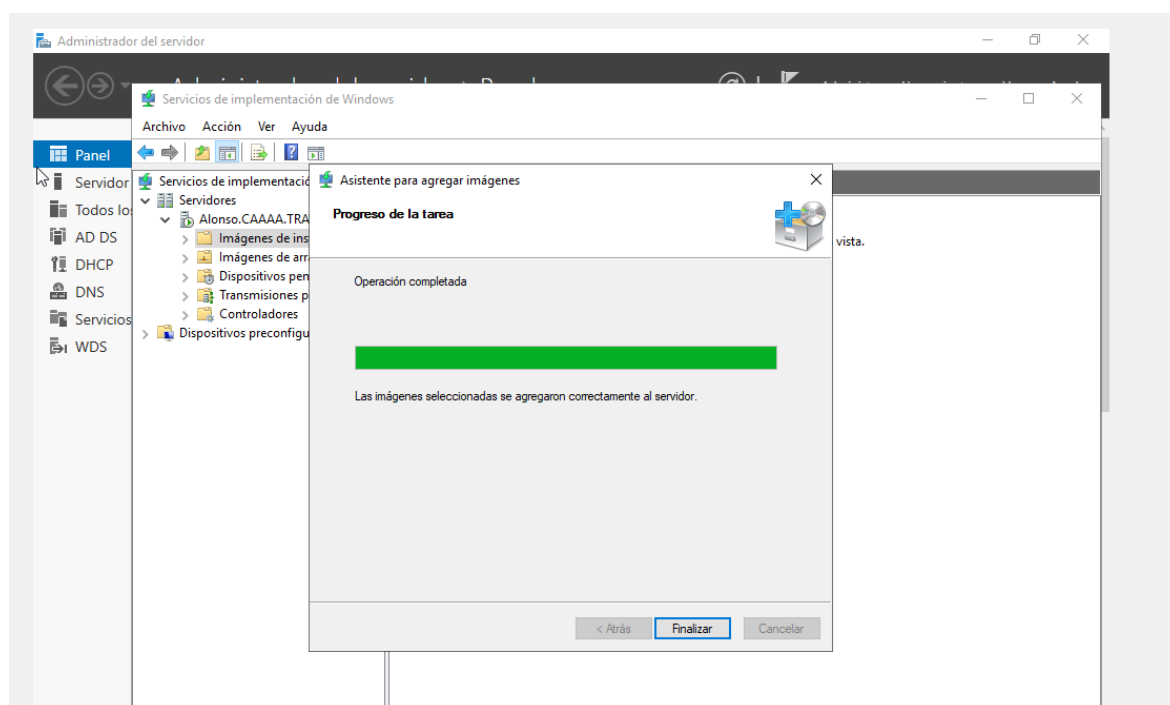 Administrador del servidor
Servicios de implementación de Windows
Archivo Acción Ver Ayuda
Panel
Servidor
Todos los
AD DS
DHCP
DNS
Servicios
WDS
Servicios de implementació
Servidores
Alonso.CAAAA.TRA
Imágenes de ins
Imágenes de arr
Dispositivos pen
Transmisiones p
Controladores
Dispositivos preconfigu
Asistente para agregar imágenes
Progreso de la tarea
vista.
Operación completada
Las imágenes seleccionadas se agregaron correctamente al servidor.
< Atrás Finalizar Cancelar